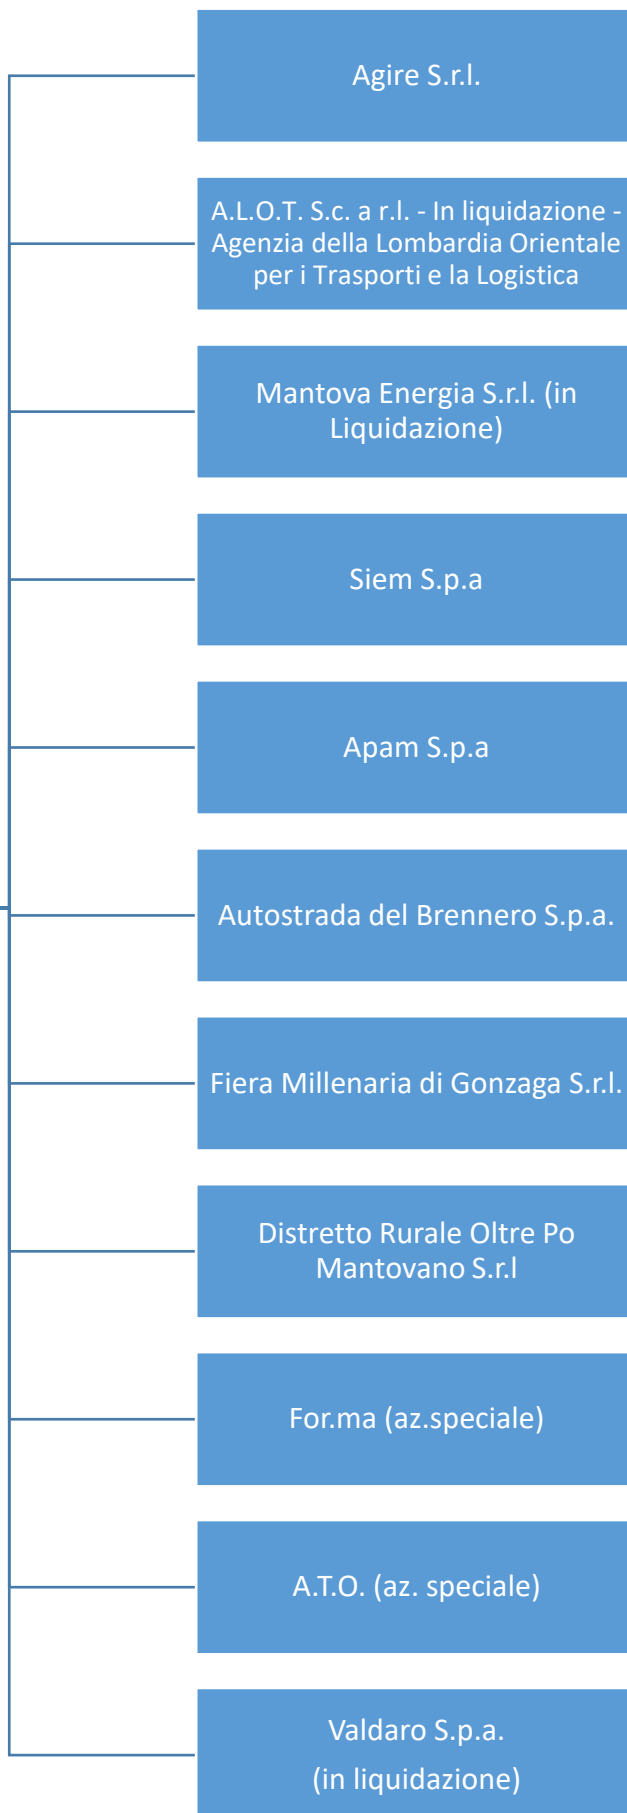 Agire S.r.l.
A.L.O.T. S.c. a r.l. - In liquidazione -
Agenzia della Lombardia Orientale
per i Trasporti e la Logistica
Mantova Energia S.r.l. (in
Liquidazione)
Siem S.p.a
Apam S.p.a
Autostrada del Brennero S.p.a.
Fiera Millenaria di Gonzaga S.r.l.
Distretto Rurale Oltre Po
Mantovano S.r.l
For.ma (az.speciale)
A.T.O. (az. speciale)
Valdaro S.p.a.
(in liquidazione)